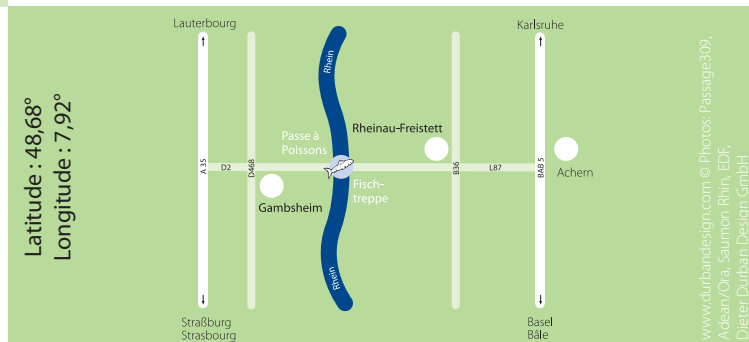 Latitude : 48,68°
Longitude : 7,92°
Lauterbourg
Karlsruhe
Rhein
Passe à
Poissons
Rheinau-Freistett
A 35
D2
D468
B36
L87
BAB 5
Achern
Gambsheim
Fisch-
treppe
Rhein
Straßburg
Strasbourg
Basel
Bâle
www.durbandesign.com © Photos: Passage309,
Adean/Ora, Saumon Rhin, EDF,
Dieter Durban Design GmbH